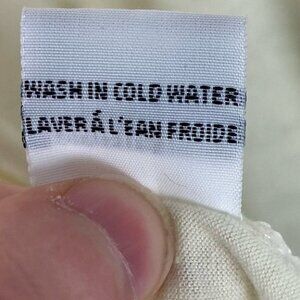 WASH IN COLD WATER
LAVER Á L'EAN FROIDE